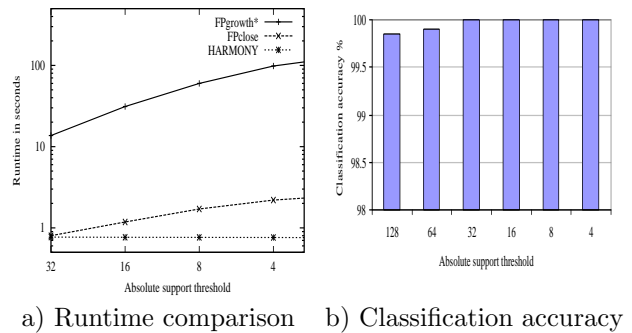 FPgrowth*
FPclose
HARMONY
100
10
1
Runtime in seconds
32 16 8 4
Absolute support threshold
100
99.5
99
98.5
98
Classification accuracy %
128 64 32 16 8 4
Absolute support threshold
a) Runtime comparison b) Classification accuracy